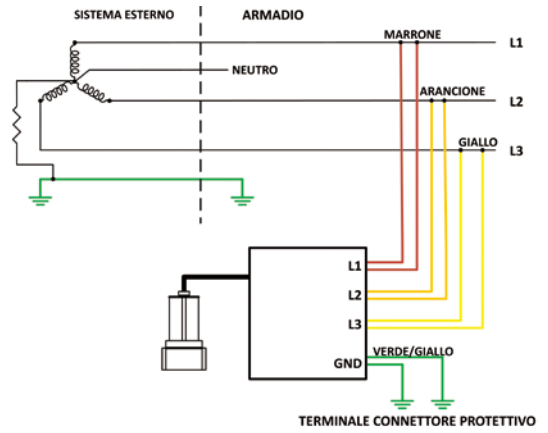 SISTEMA ESTERNO
ARMADIO
MARRONE
L1
NEUTRO
ARANCIONE
L2
GIALLO
L3
L1
L2
L3
VERDE/GIALLO
GND
TERMINALE CONNETTORE PROTETTIVO